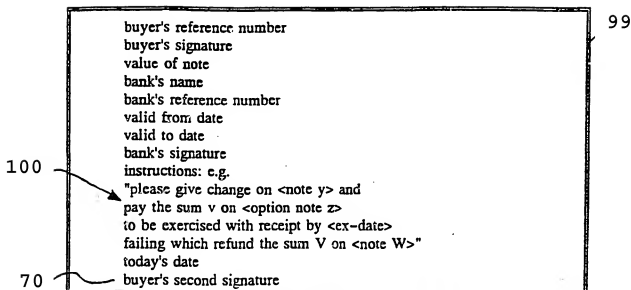 99
buyer's reference number
buyer's signature
value of note
bank's name
bank's reference number
valid from date
valid to date
bank's signature
instructions: e.g.
100
"please give change on <note y> and
pay the sum v on <option note z>
to be exercised with receipt by <ex-date>
failing which refund the sum V on <note W>"
today's date
70
buyer's second signature